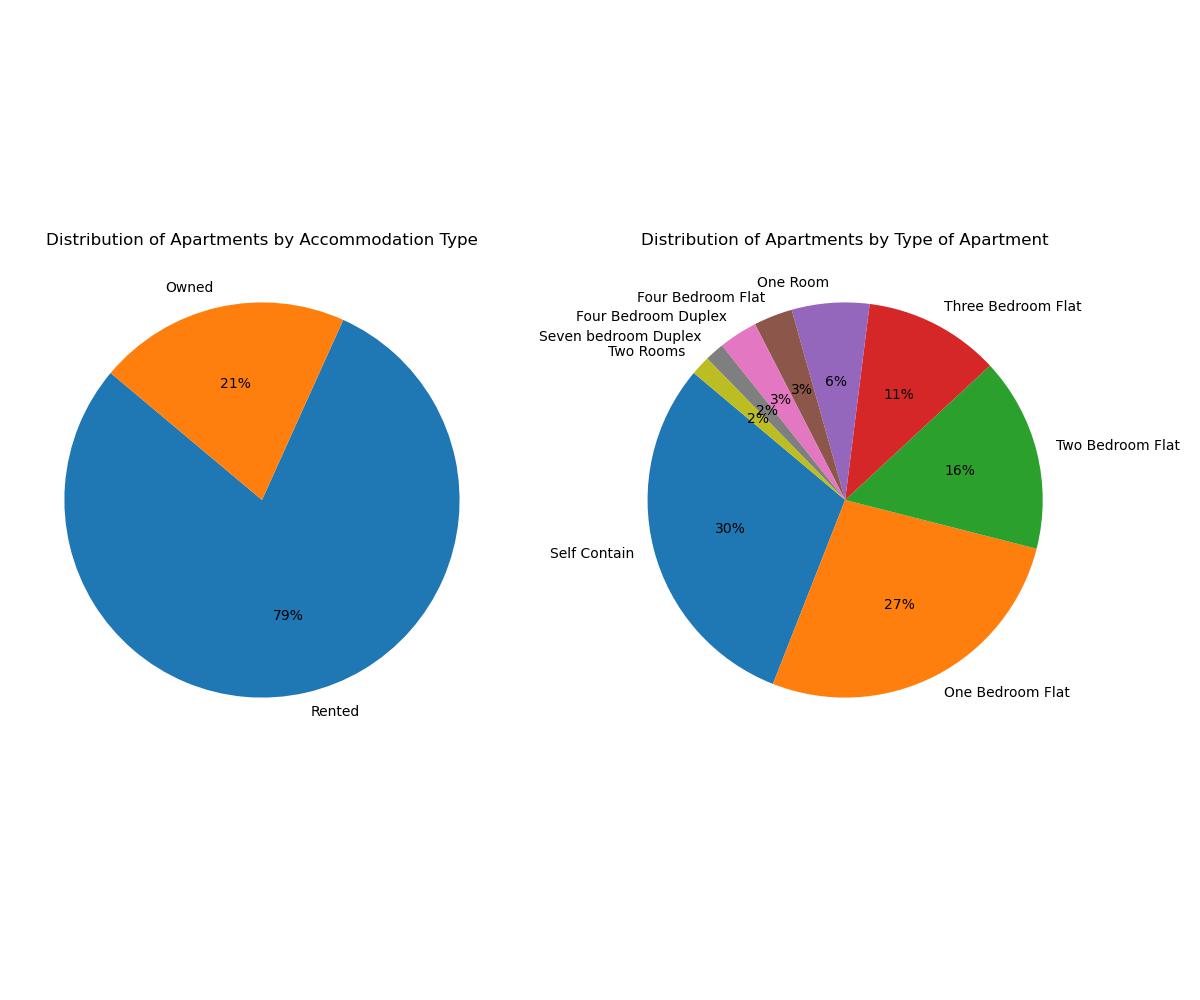 Distribution of Apartments by Accommodation Type
Owned
21%
79%
Rented
Distribution of Apartments by Type of Apartment
One Room
Four Bedroom Flat
Four Bedroom Duplex
Seven bedroom Duplex
Two Rooms
Three Bedroom Flat
6%
3%
3%
2%
2%
11%
Two Bedroom Flat
16%
30%
Self Contain
27%
One Bedroom Flat